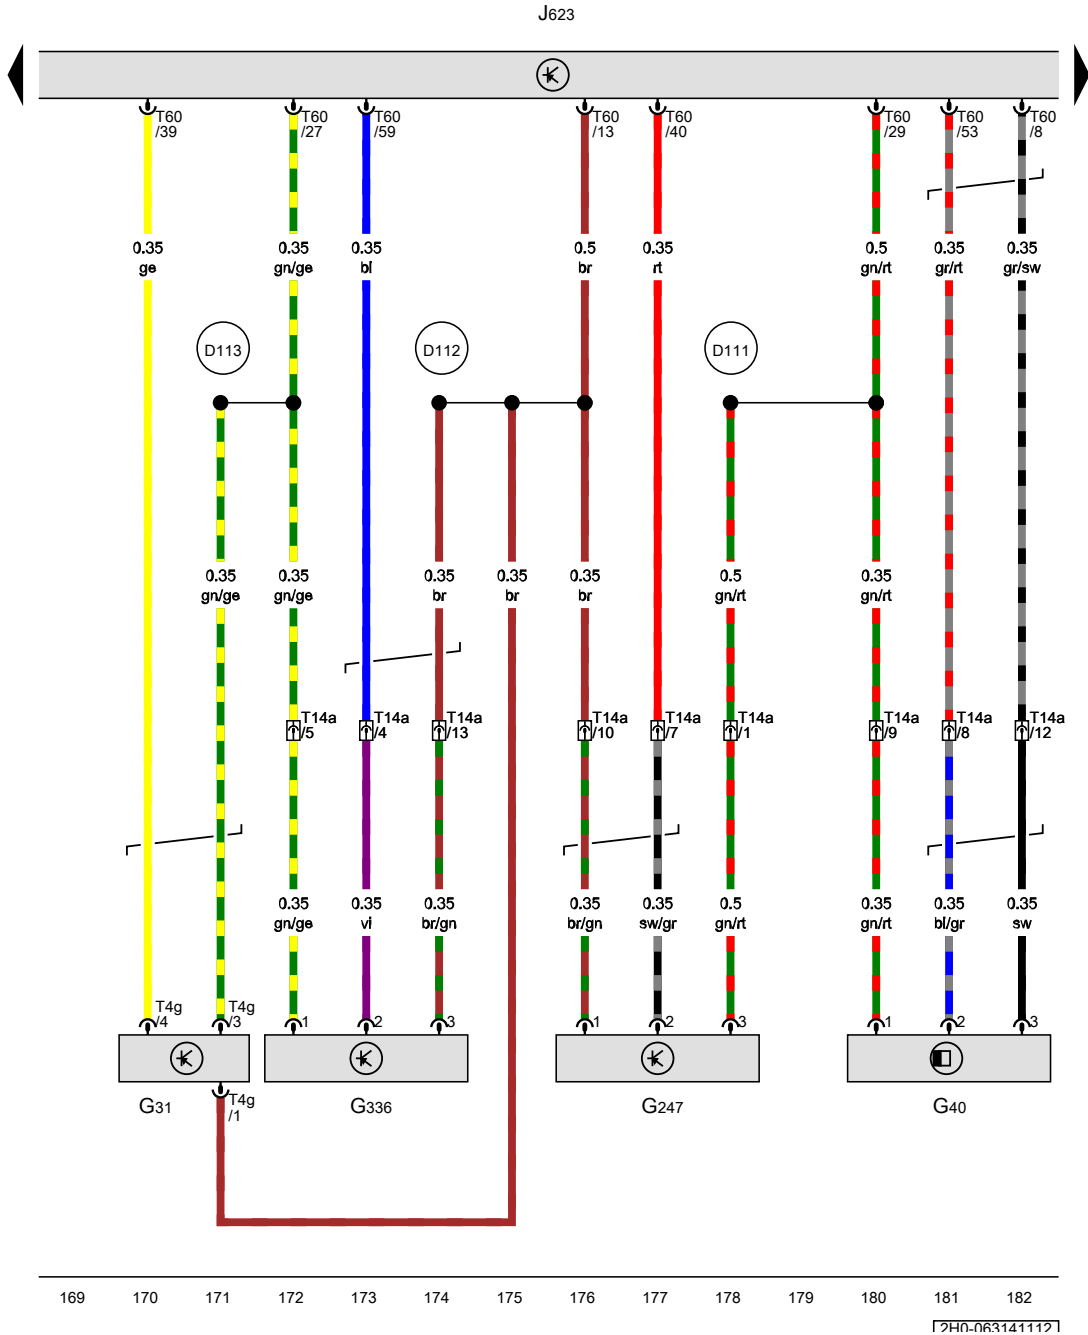 J623
T60 T60 T60 T60 T60 T60 T60 T60
/39 /27 /59 /13 /40 /29 /53 /8
0.35 0.35 0.35 0.5 0.35 0.5 0.35 0.35
ge gn/ge bl br rt gn/rt gr/rt gr/sw
D113 D112 D111
0.35 0.35 0.35 0.35 0.35 0.5 0.35
gn/ge gn/ge br br br gn/rt gn/rt
T14a T14a T14a T14a T14a T14a T14a T14a T14a
/5 /4 /13 /10 /7 /1 /9 /8 /12
0.35 0.35 0.35 0.35 0.35 0.5 0.35 0.35 0.35
gn/ge vi br/gn br/gn sw/gr gn/rt gn/rt bl/gr sw
T4g T4g
/4 /3 1 2 3 1 2 3 1 2 3
G31 T4g G336 G247 G40
/1
169 170 171 172 173 174 175 176 177 178 179 180 181 182
2H0-063141112